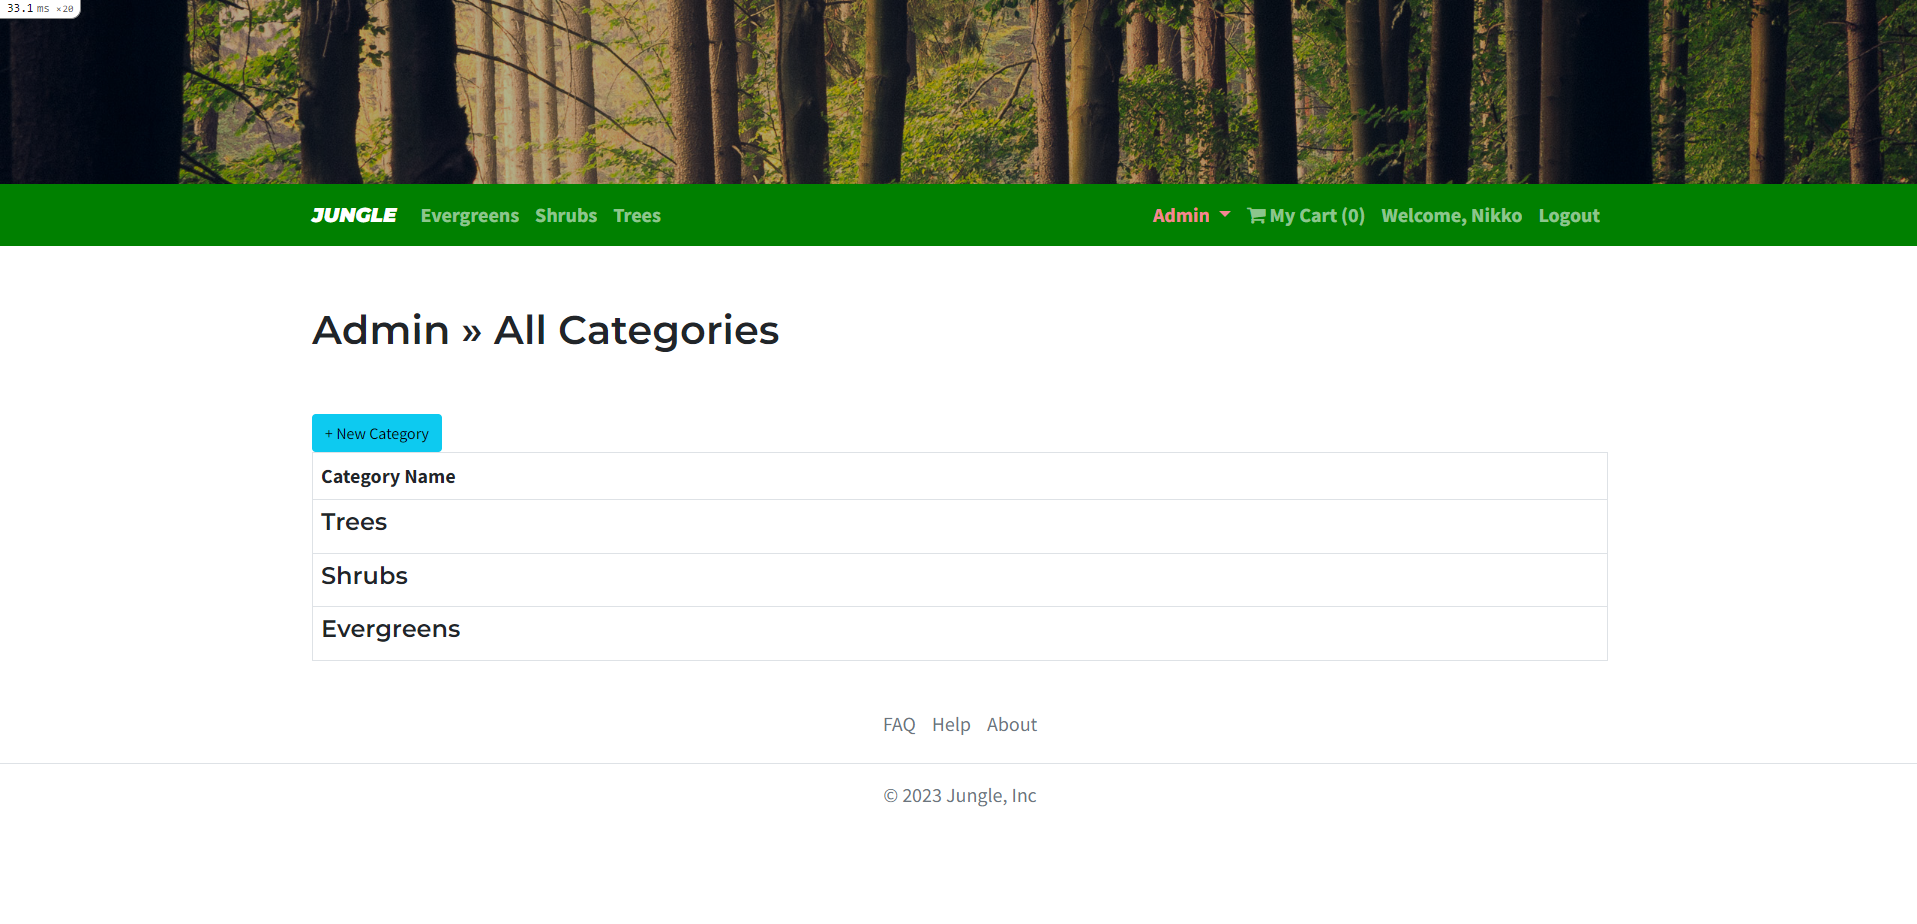 33.1 ms ×20
JUNGLE Evergreens Shrubs Trees Admin My Cart (0) Welcome, Nikko Logout
Admin » All Categories
+ New Category
Category Name
Trees
Shrubs
Evergreens
FAQ Help About
© 2023 Jungle, Inc